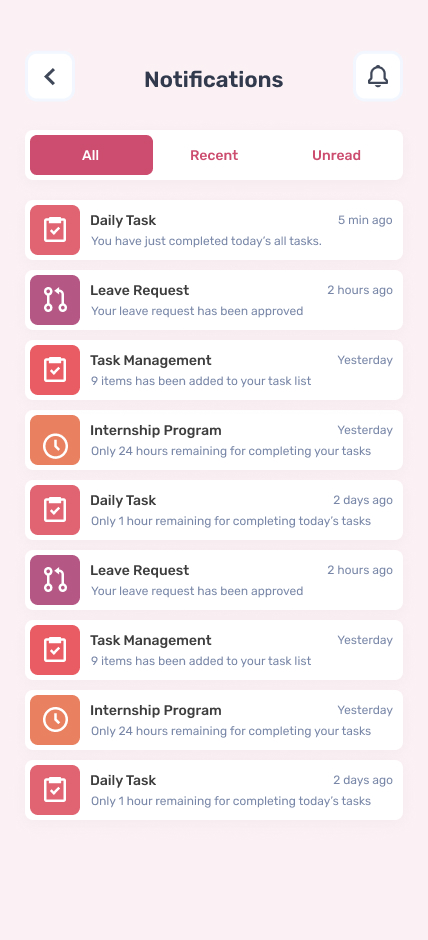 Notifications
All Recent Unread
Daily Task 5 min ago
You have just completed today's all tasks.
Leave Request 2 hours ago
Your leave request has been approved
Task Management Yesterday
9 items has been added to your task list
Internship Program Yesterday
Only 24 hours remaining for completing your tasks
Daily Task 2 days ago
Only 1 hour remaining for completing today's tasks
Leave Request 2 hours ago
Your leave request has been approved
Task Management Yesterday
9 items has been added to your task list
Internship Program Yesterday
Only 24 hours remaining for completing your tasks
Daily Task 2 days ago
Only 1 hour remaining for completing today's tasks